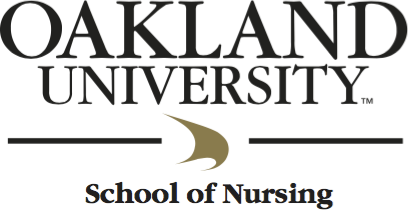 OAKLAND
UNIVERSITY™
School of Nursing